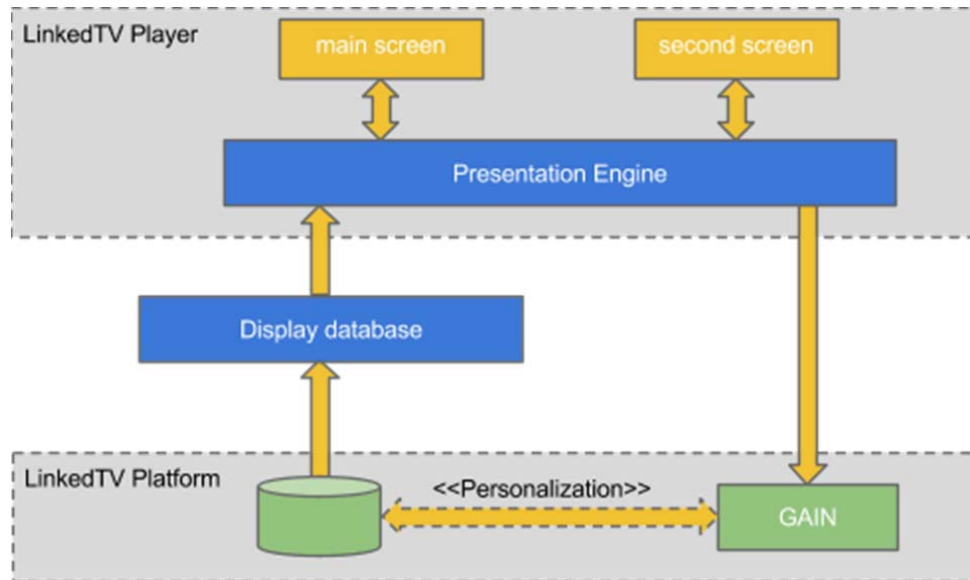 LinkedTV Player
main screen
second screen
Presentation Engine
Display database
LinkedTV Platform
<<Personalization>>
GAIN